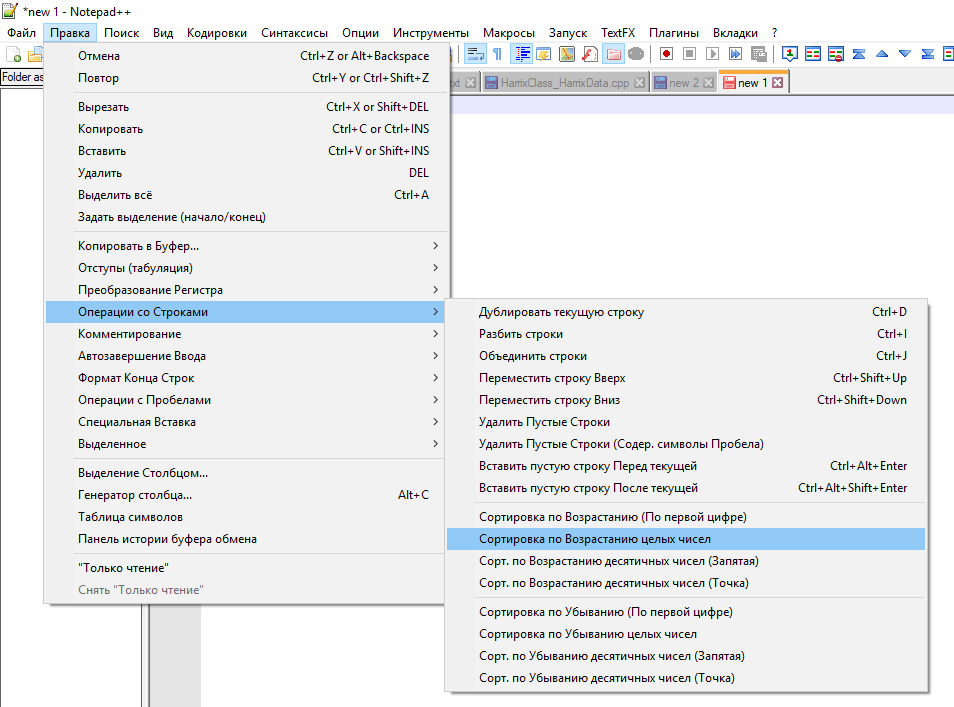 *new 1 - Notepad++
Файл Правка Поиск Вид Кодировки Синтаксисы Опции Инструменты Макросы Запуск TextFX Плагины Вкладки ?
Folder as
HarrixClass_HarrixData.cpp new 2 new 1
Отмена Ctrl+Z or Alt+Backspace
Повтор Ctrl+Y or Ctrl+Shift+Z
Вырезать Ctrl+X or Shift+DEL
Копировать Ctrl+C or Ctrl+INS
Вставить Ctrl+V or Shift+INS
Удалить DEL
Выделить всё Ctrl+A
Задать выделение (начало/конец)
Копировать в Буфер...
Отступы (табуляция)
Преобразование Регистра
Операции со Строками
Комментирование
Автозавершение Ввода
Формат Конца Строк
Операции с Пробелами
Специальная Вставка
Выделенное
Выделение Столбцом...
Генератор столбца... Alt+C
Таблица символов
Панель истории буфера обмена
"Только чтение"
Снять "Только чтение"
Дублировать текущую строку Ctrl+D
Разбить строки Ctrl+I
Объединить строки Ctrl+J
Переместить строку Вверх Ctrl+Shift+Up
Переместить строку Вниз Ctrl+Shift+Down
Удалить Пустые Строки
Удалить Пустые Строки (Содер. символы Пробела)
Вставить пустую строку Перед текущей Ctrl+Alt+Enter
Вставить пустую строку После текущей Ctrl+Alt+Shift+Enter
Сортировка по Возрастанию (По первой цифре)
Сортировка по Возрастанию целых чисел
Сорт. по Возрастанию десятичных чисел (Запятая)
Сорт. по Возрастанию десятичных чисел (Точка)
Сортировка по Убыванию (По первой цифре)
Сортировка по Убыванию целых чисел
Сорт. по Убыванию десятичных чисел (Запятая)
Сорт. по Убыванию десятичных чисел (Точка)